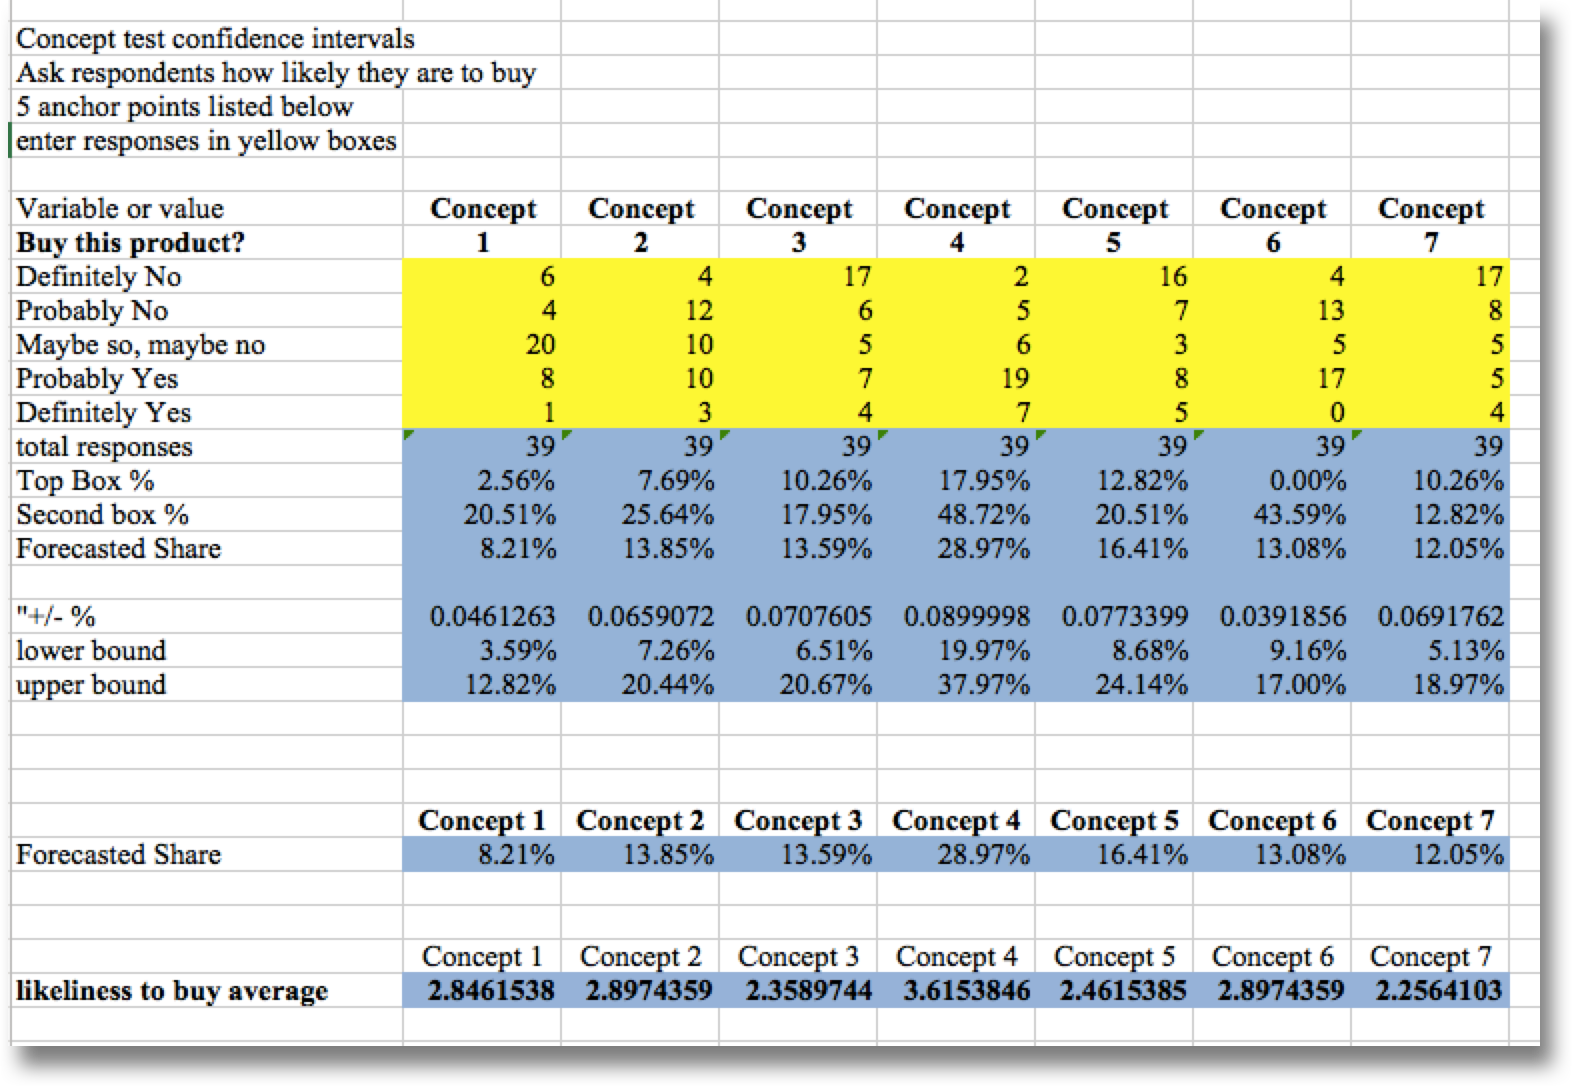 Concept test confidence intervals
Ask respondents how likely they are to buy
5 anchor points listed below
enter responses in yellow boxes
Variable or value Concept Concept Concept Concept Concept Concept Concept
Buy this product? 1 2 3 4 5 6 7
Definitely No 6 4 17 2 16 4 17
Probably No 4 12 6 5 7 13 8
Maybe so, maybe no 20 10 5 6 3 5 5
Probably Yes 8 10 7 19 8 17 5
Definitely Yes 1 3 4 7 5 0 4
total responses 39 39 39 39 39 39 39
Top Box % 2.56% 7.69% 10.26% 17.95% 12.82% 0.00% 10.26%
Second box % 20.51% 25.64% 17.95% 48.72% 20.51% 43.59% 12.82%
Forecasted Share 8.21% 13.85% 13.59% 28.97% 16.41% 13.08% 12.05%
"+/- % 0.0461263 0.0659072 0.0707605 0.0899998 0.0773399 0.0391856 0.0691762
lower bound 3.59% 7.26% 6.51% 19.97% 8.68% 9.16% 5.13%
upper bound 12.82% 20.44% 20.67% 37.97% 24.14% 17.00% 18.97%
Concept 1 Concept 2 Concept 3 Concept 4 Concept 5 Concept 6 Concept 7
Forecasted Share 8.21% 13.85% 13.59% 28.97% 16.41% 13.08% 12.05%
Concept 1 Concept 2 Concept 3 Concept 4 Concept 5 Concept 6 Concept 7
likeliness to buy average 2.8461538 2.8974359 2.3589744 3.6153846 2.4615385 2.8974359 2.2564103